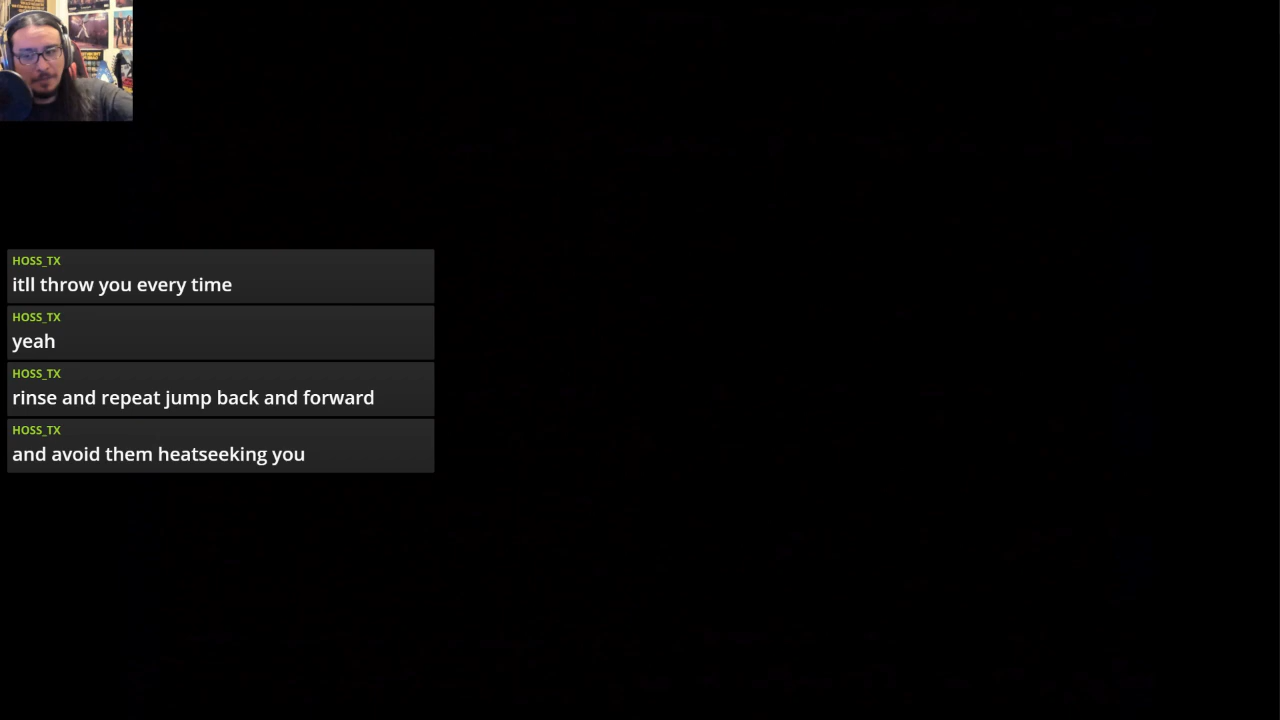 HOSS_TX
itll throw you every time
HOSS_TX
yeah
HOSS_TX
rinse and repeat jump back and forward
HOSS_TX
and avoid them heatseeking you